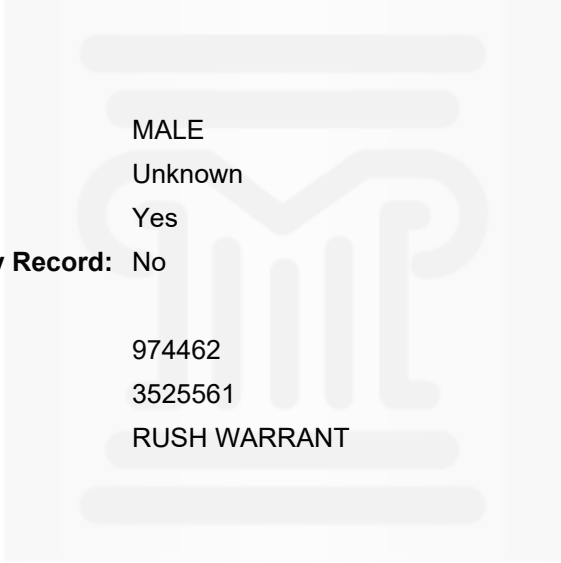 MALE
Unknown
Yes
Record: No
974462
3525561
RUSH WARRANT